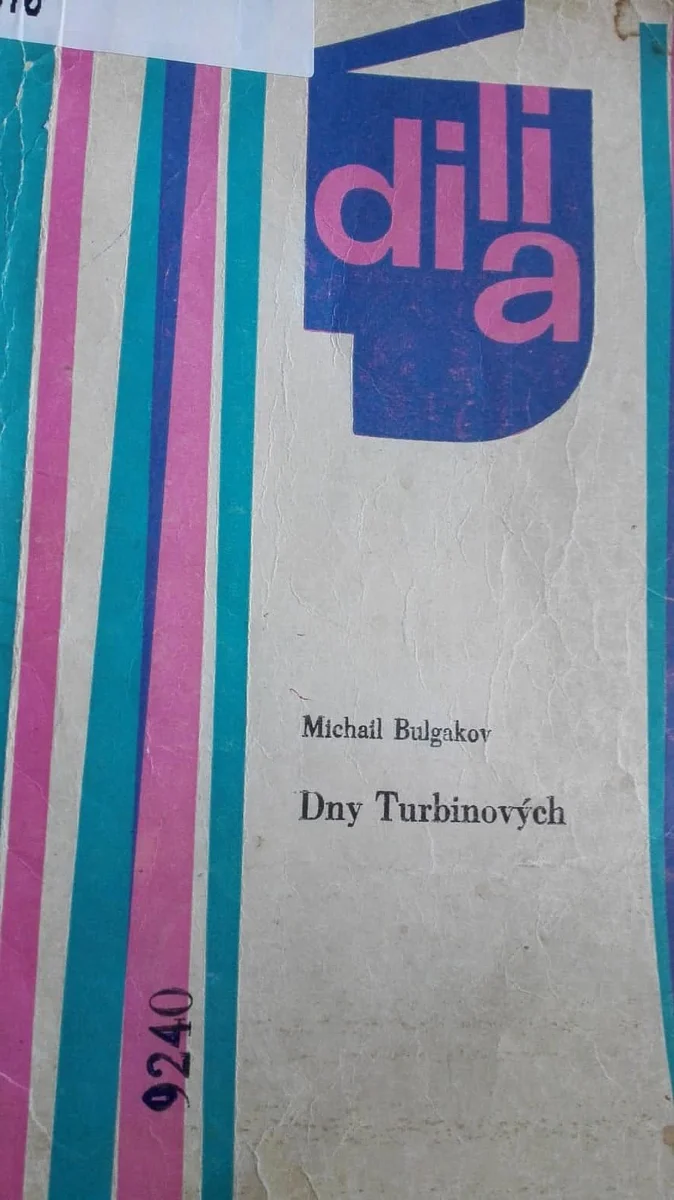 dilia
Michail Bulgakov
Dny Turbinových
9240